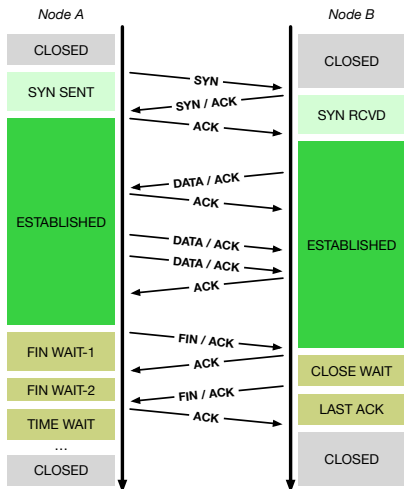 Node A
Node B
CLOSED
CLOSED
SYN
SYN SENT
SYN / ACK
SYN RCVD
ACK
DATA / ACK
ACK
ESTABLISHED
DATA / ACK
ESTABLISHED
DATA / ACK
ACK
FIN / ACK
FIN WAIT-1
ACK
CLOSE WAIT
FIN WAIT-2
FIN / ACK
LAST ACK
ACK
TIME WAIT
...
CLOSED
CLOSED